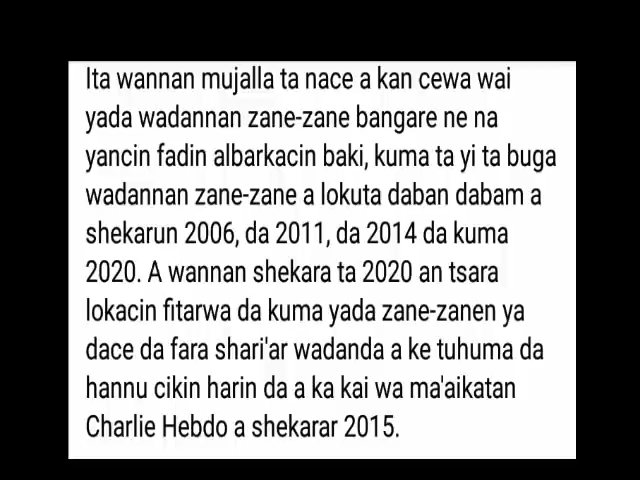 Ita wannan mujalla ta nace a kan cewa wai
yada wadannan zane-zane bangare ne na
yancin fadin albarkacin baki, kuma ta yi ta buga
wadannan zane-zane a lokuta daban dabam a
shekarun 2006, da 2011, da 2014 da kuma
2020. A wannan shekara ta 2020 an tsara
lokacin fitarwa da kuma yada zane-zanen ya
dace da fara shari'ar wadanda a ke tuhuma da
hannu cikin harin da a ka kai wa ma'aikatan
Charlie Hebdo a shekarar 2015.